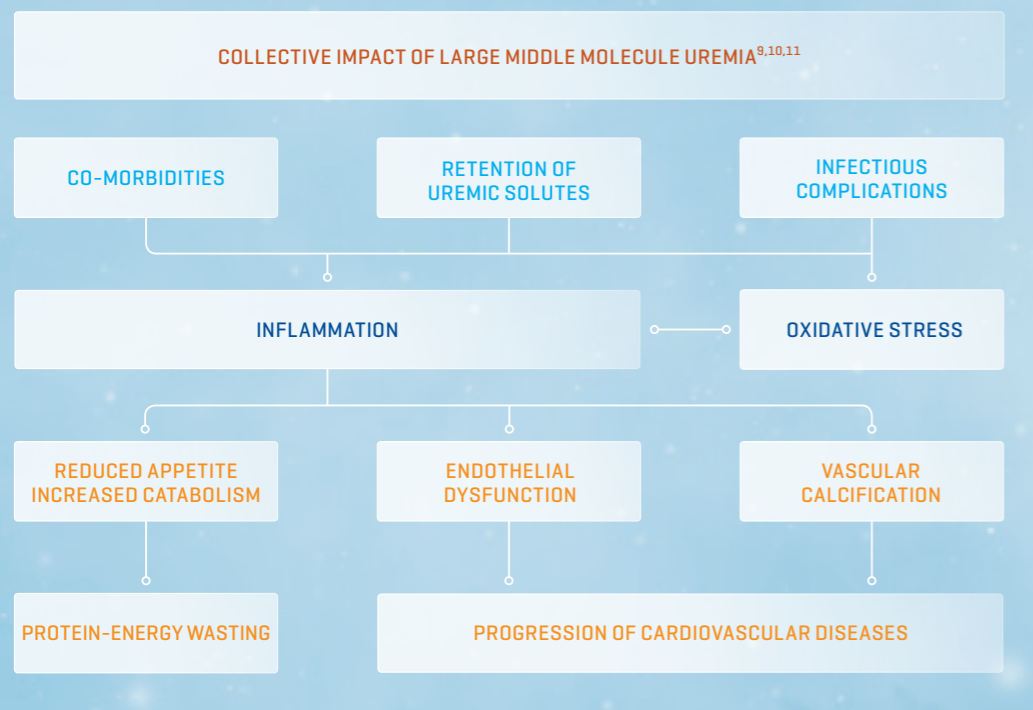 COLLECTIVE IMPACT OF LARGE MIDDLE MOLECULE UREMIA9,10,11
CO-MORBIDITIES
RETENTION OF
UREMIC SOLUTES
INFECTIOUS
COMPLICATIONS
INFLAMMATION
OXIDATIVE STRESS
REDUCED APPETITE
INCREASED CATABOLISM
ENDOTHELIAL
DYSFUNCTION
VASCULAR
CALCIFICATION
PROTEIN-ENERGY WASTING
PROGRESSION OF CARDIOVASCULAR DISEASES